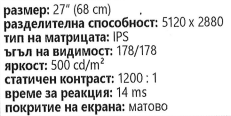 размер: 27” (68 cm)
разделителна способност: 5120 x 2880
тип на матрицата: IPS
ъгъл на видимост: 178/178
яркост: 500 cd/m²
статичен контраст: 1200 : 1
време за реакция: 14 ms
покритие на екрана: матово